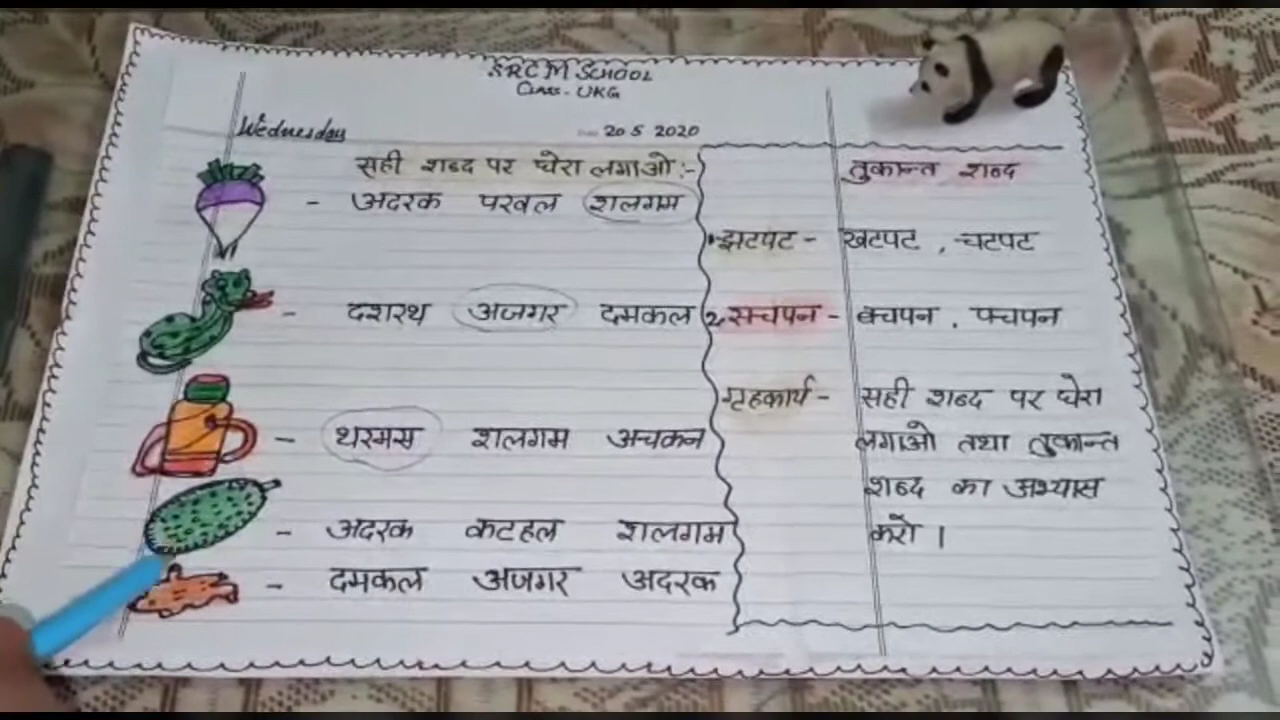 SRCM SCHOOL
Class - UKG
Wednesday 20 5 2020
सही शब्द पर घेरा लगाओ :-
- अदरक परवल शलगम
- दशरथ अजगर दमकल
- थरमस शलगम अचकन
- अदरक कटहल शलगम
- दमकल अजगर अदरक
तुकान्त शब्द
झटपट - खटपट , चटपट
2. सचपन - बचपन , पचपन
गृहकार्य - सही शब्द पर घेरा
लगाओ तथा तुकान्त
शब्द का अभ्यास
करो ।